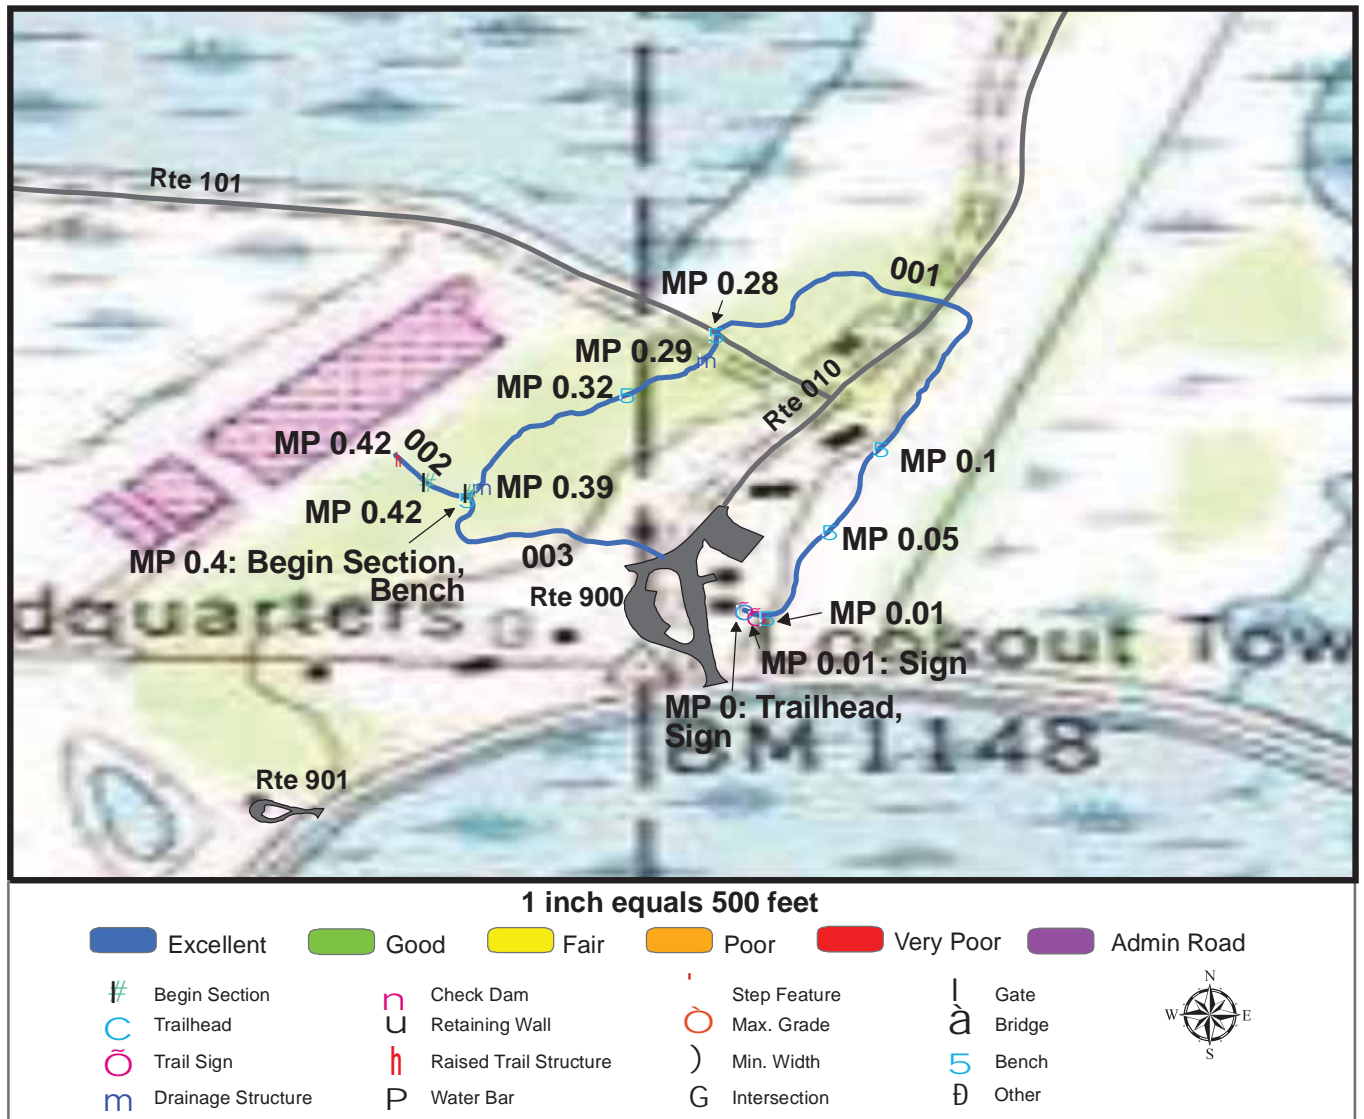 Rte 101
MP 0.28
001
MP 0.29
MP 0.32
Rte 010
MP 0.42
002
MP 0.1
MP 0.39
MP 0.42
MP 0.05
MP 0.4: Begin Section,
Bench
003
Rte 900
MP 0.01
dquarters
ookout Tow
MP 0.01: Sign
MP 0: Trailhead,
Sign
BM 1148
Rte 901
1 inch equals 500 feet
Excellent
Good
Fair
Poor
Very Poor
Admin Road
# Begin Section
n Check Dam
' Step Feature
Gate
C Trailhead
u Retaining Wall
Ò Max. Grade
à Bridge
Õ Trail Sign
h Raised Trail Structure
) Min. Width
5 Bench
m Drainage Structure
P Water Bar
G Intersection
Ð Other
N
W E
S